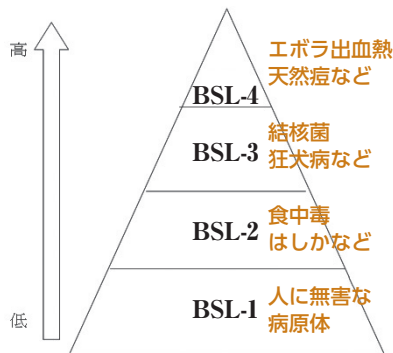 高
エボラ出血熱
天然痘など
BSL-4
結核菌
BSL-3
狂犬病など
食中毒
BSL-2
はしかなど
人に無害な
BSL-1
病原体
低